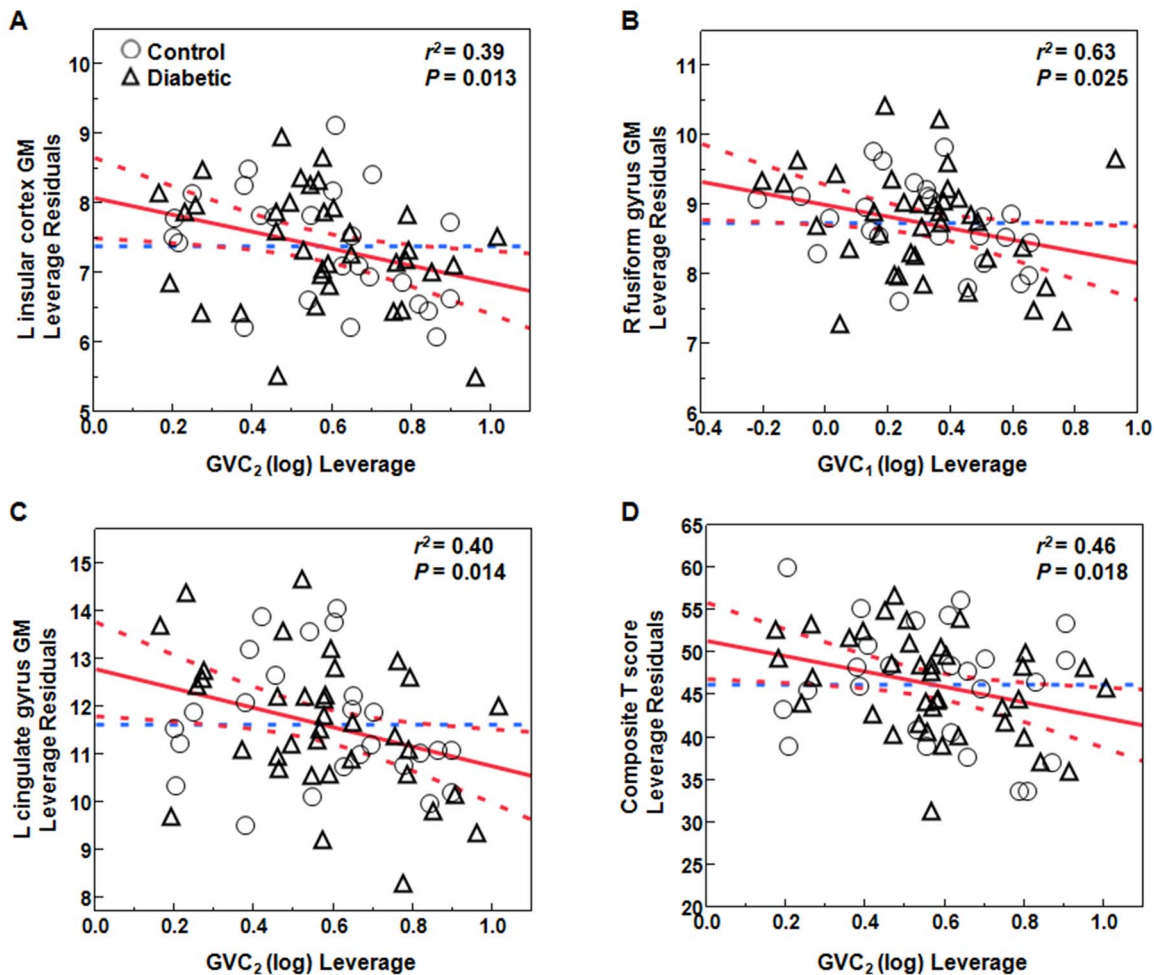 A
B
L insular cortex GM
Leverage Residuals
10
9
8
7
6
5
Control
Diabetic
r² = 0.39
P = 0.013
0.0 0.2 0.4 0.6 0.8 1.0
GVC₂ (log) Leverage
R fusiform gyrus GM
Leverage Residuals
11
10
9
8
7
6
r² = 0.63
P = 0.025
-0.4 -0.2 0.0 0.2 0.4 0.6 0.8 1.0
GVC₁ (log) Leverage
C
D
L cingulate gyrus GM
Leverage Residuals
15
14
13
12
11
10
9
8
r² = 0.40
P = 0.014
0.0 0.2 0.4 0.6 0.8 1.0
GVC₂ (log) Leverage
Composite T score
Leverage Residuals
65
60
55
50
45
40
35
30
25
20
r² = 0.46
P = 0.018
0.0 0.2 0.4 0.6 0.8 1.0
GVC₂ (log) Leverage